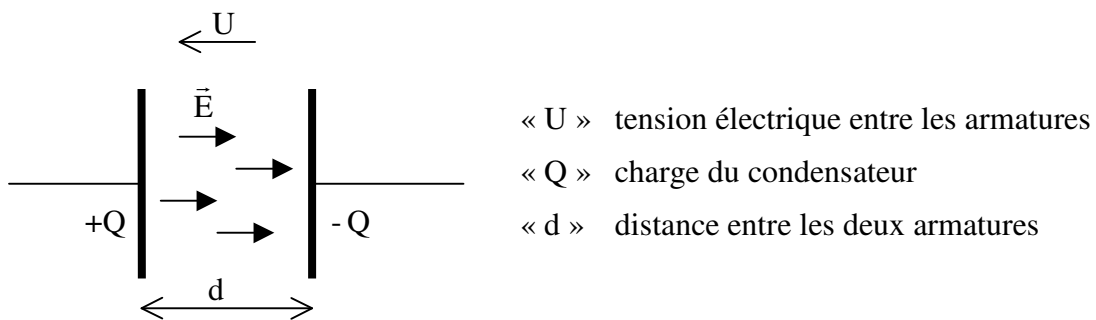 U
E
« U » tension électrique entre les armatures
« Q » charge du condensateur
+Q
- Q
« d » distance entre les deux armatures
d